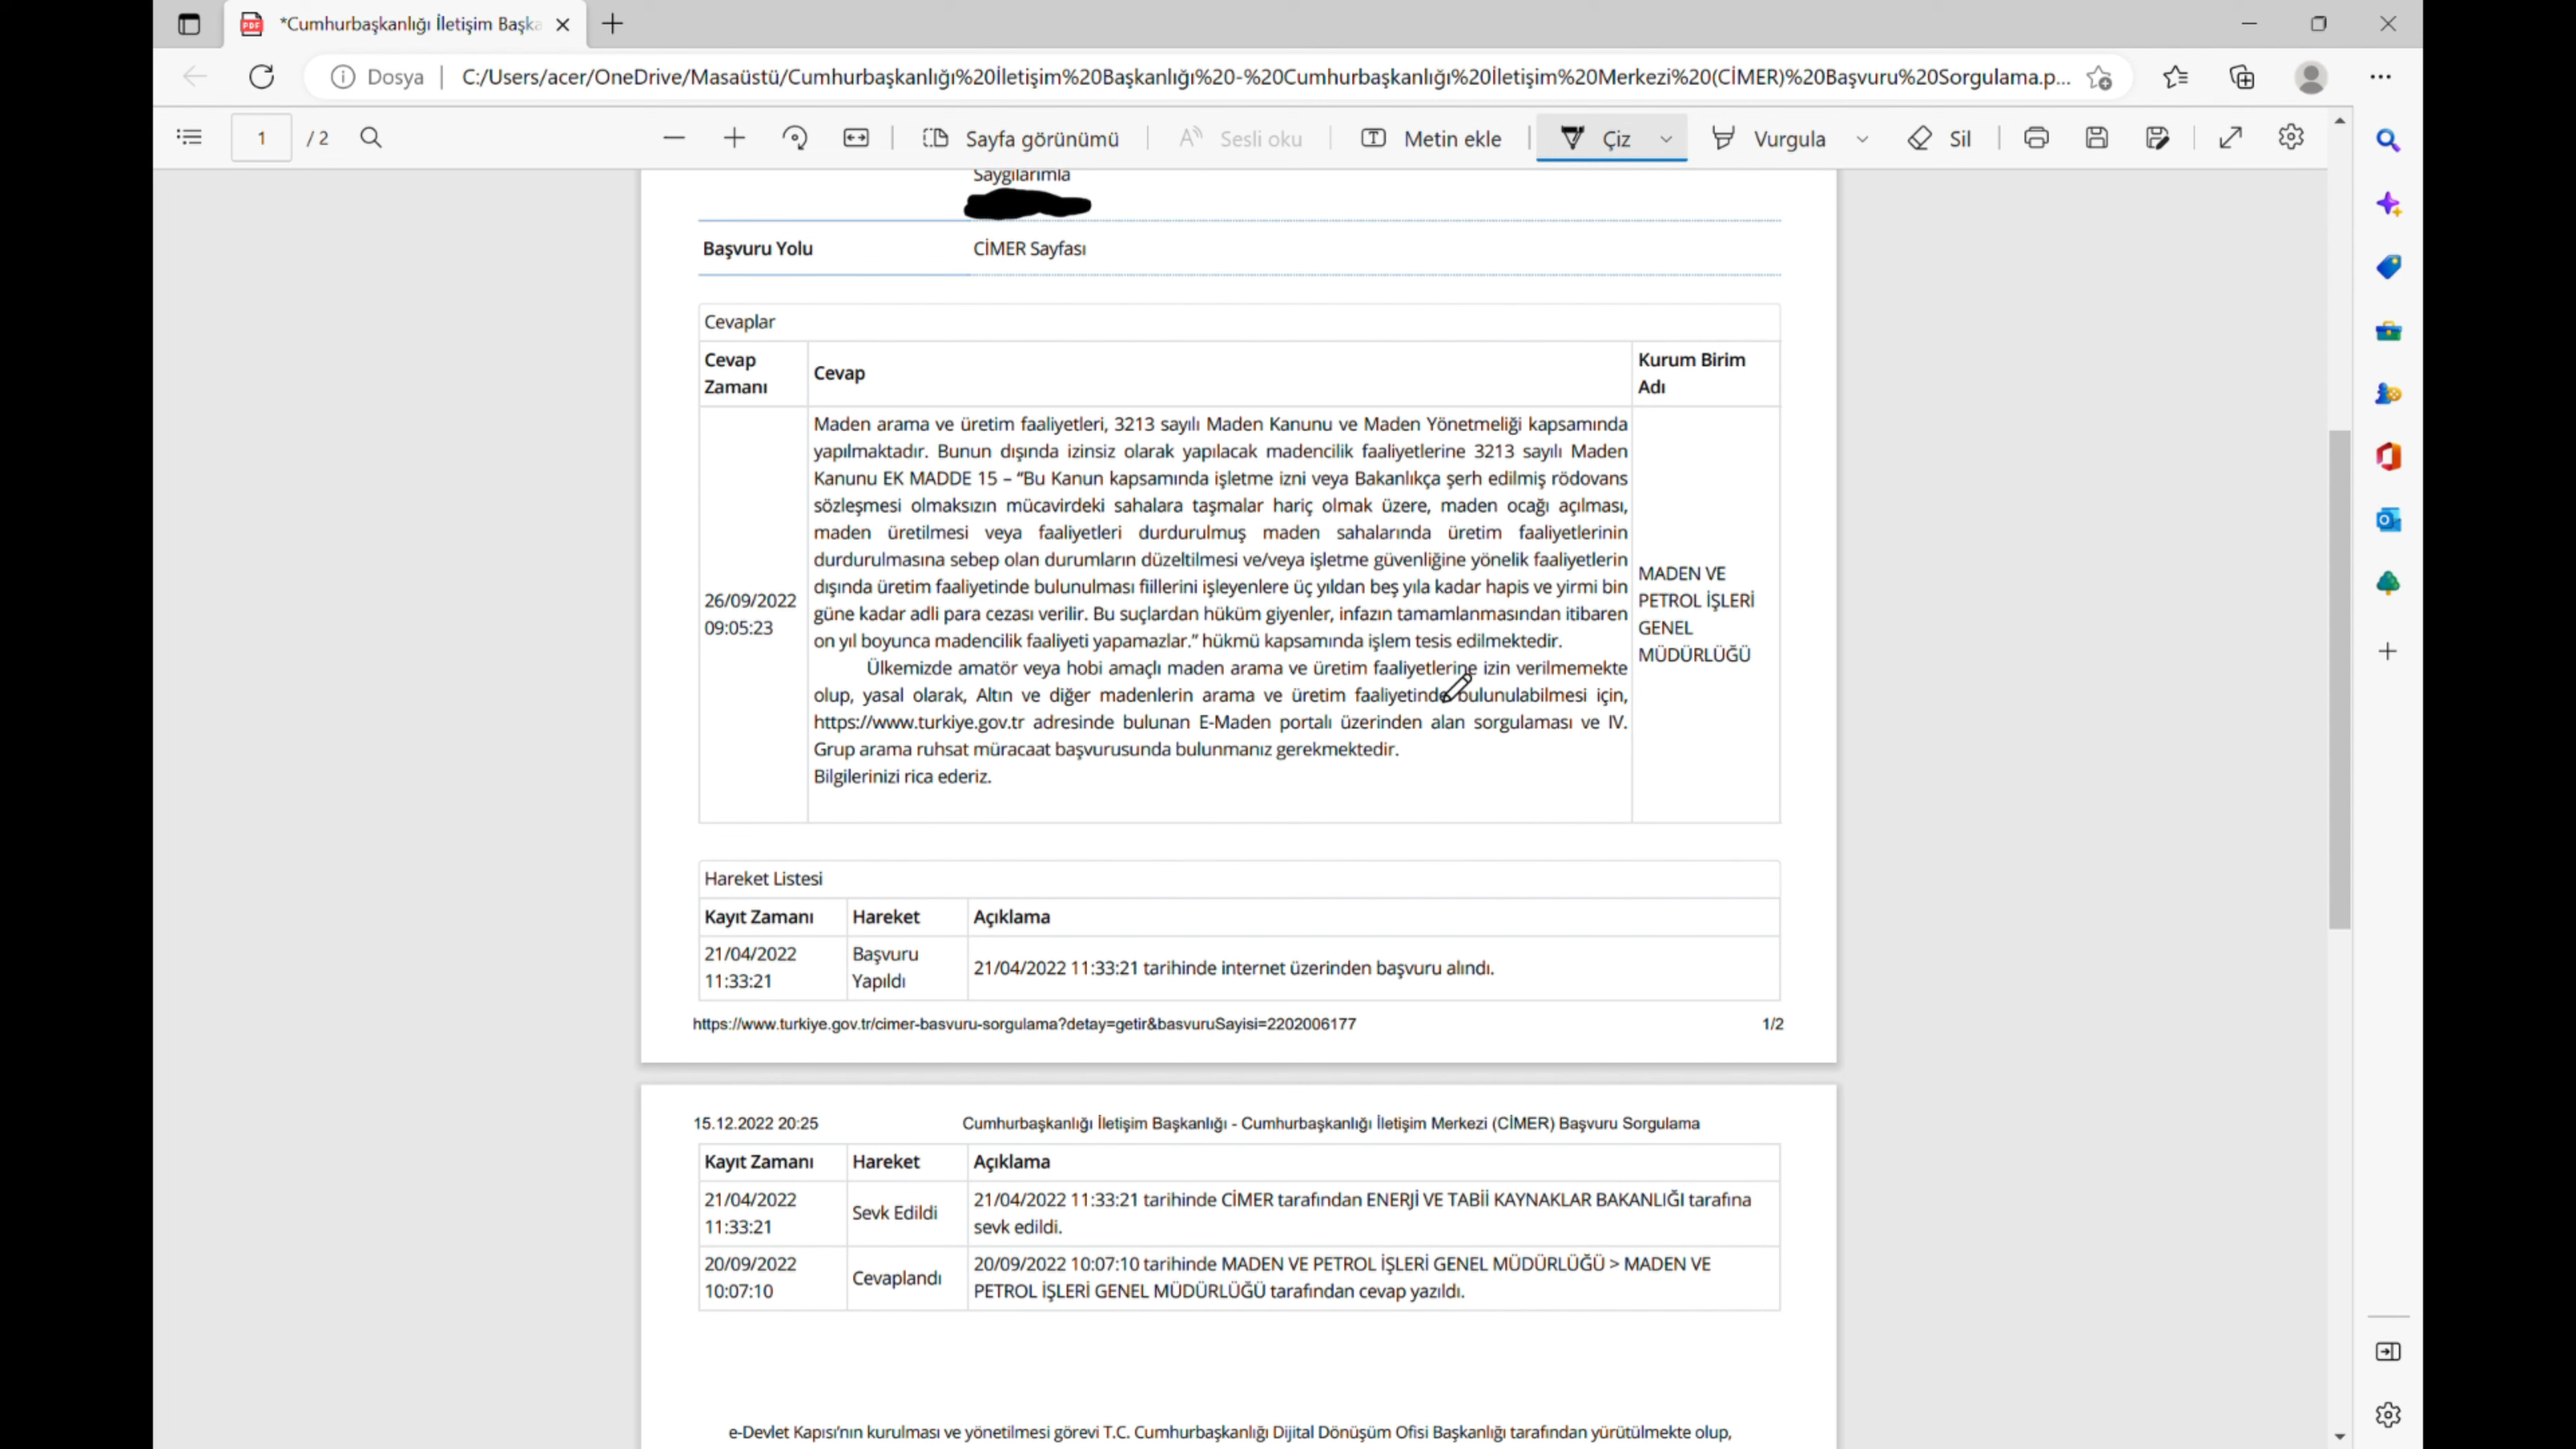 *Cumhurbaşkanlığı İletişim Başka
Dosya
C:/Users/acer/OneDrive/Masaüstü/Cumhurbaşkanlığı%20İletişim%20Başkanlığı%20-%20Cumhurbaşkanlığı%20İletişim%20Merkezi%20(CİMER)%20Başvuru%20Sorgulama.p...
1 / 2
Sayfa görünümü
Sesli oku
Metin ekle
Çiz
Vurgula
Sil
Saygılarımla
Başvuru Yolu CİMER Sayfası
Cevaplar
Cevap Zamanı
Cevap
Kurum Birim Adı
26/09/2022
09:05:23
Maden arama ve üretim faaliyetleri, 3213 sayılı Maden Kanunu ve Maden Yönetmeliği kapsamında
yapılmaktadır. Bunun dışında izinsiz olarak yapılacak madencilik faaliyetlerine 3213 sayılı Maden
Kanunu EK MADDE 15 – “Bu Kanun kapsamında işletme izni veya Bakanlıkça şerh edilmiş rödovans
sözleşmesi olmaksızın mücavirdeki sahalara taşmalar hariç olmak üzere, maden ocağı açılması,
maden üretilmesi veya faaliyetleri durdurulmuş maden sahalarında üretim faaliyetlerinin
durdurulmasına sebep olan durumların düzeltilmesi ve/veya işletme güvenliğine yönelik faaliyetlerin
dışında üretim faaliyetinde bulunulması fiillerini işleyenlere üç yıldan beş yıla kadar hapis ve yirmi bin
güne kadar adli para cezası verilir. Bu suçlardan hüküm giyenler, infazın tamamlanmasından itibaren
on yıl boyunca madencilik faaliyeti yapamazlar.” hükmü kapsamında işlem tesis edilmektedir.
Ülkemizde amatör veya hobi amaçlı maden arama ve üretim faaliyetlerine izin verilmemekte
olup, yasal olarak, Altın ve diğer madenlerin arama ve üretim faaliyetinde bulunulabilmesi için,
https://www.turkiye.gov.tr adresinde bulunan E-Maden portalı üzerinden alan sorgulaması ve IV.
Grup arama ruhsat müracaat başvurusunda bulunmanız gerekmektedir.
Bilgilerinizi rica ederiz.
MADEN VE
PETROL İŞLERİ
GENEL
MÜDÜRLÜĞÜ
Hareket Listesi
Kayıt Zamanı Hareket Açıklama
21/04/2022
11:33:21
Başvuru
Yapıldı
21/04/2022 11:33:21 tarihinde internet üzerinden başvuru alındı.
https://www.turkiye.gov.tr/cimer-basvuru-sorgulama?detay=getir&basvuruSayisi=2202006177 1/2
15.12.2022 20:25 Cumhurbaşkanlığı İletişim Başkanlığı - Cumhurbaşkanlığı İletişim Merkezi (CİMER) Başvuru Sorgulama
Kayıt Zamanı Hareket Açıklama
21/04/2022
11:33:21
Sevk Edildi
21/04/2022 11:33:21 tarihinde CİMER tarafından ENERJİ VE TABİİ KAYNAKLAR BAKANLIĞI tarafına
sevk edildi.
20/09/2022
10:07:10
Cevaplandı
20/09/2022 10:07:10 tarihinde MADEN VE PETROL İŞLERİ GENEL MÜDÜRLÜĞÜ > MADEN VE
PETROL İŞLERİ GENEL MÜDÜRLÜĞÜ tarafından cevap yazıldı.
e-Devlet Kapısı’nın kurulması ve yönetilmesi görevi T.C. Cumhurbaşkanlığı Dijital Dönüşüm Ofisi Başkanlığı tarafından yürütülmekte olup,